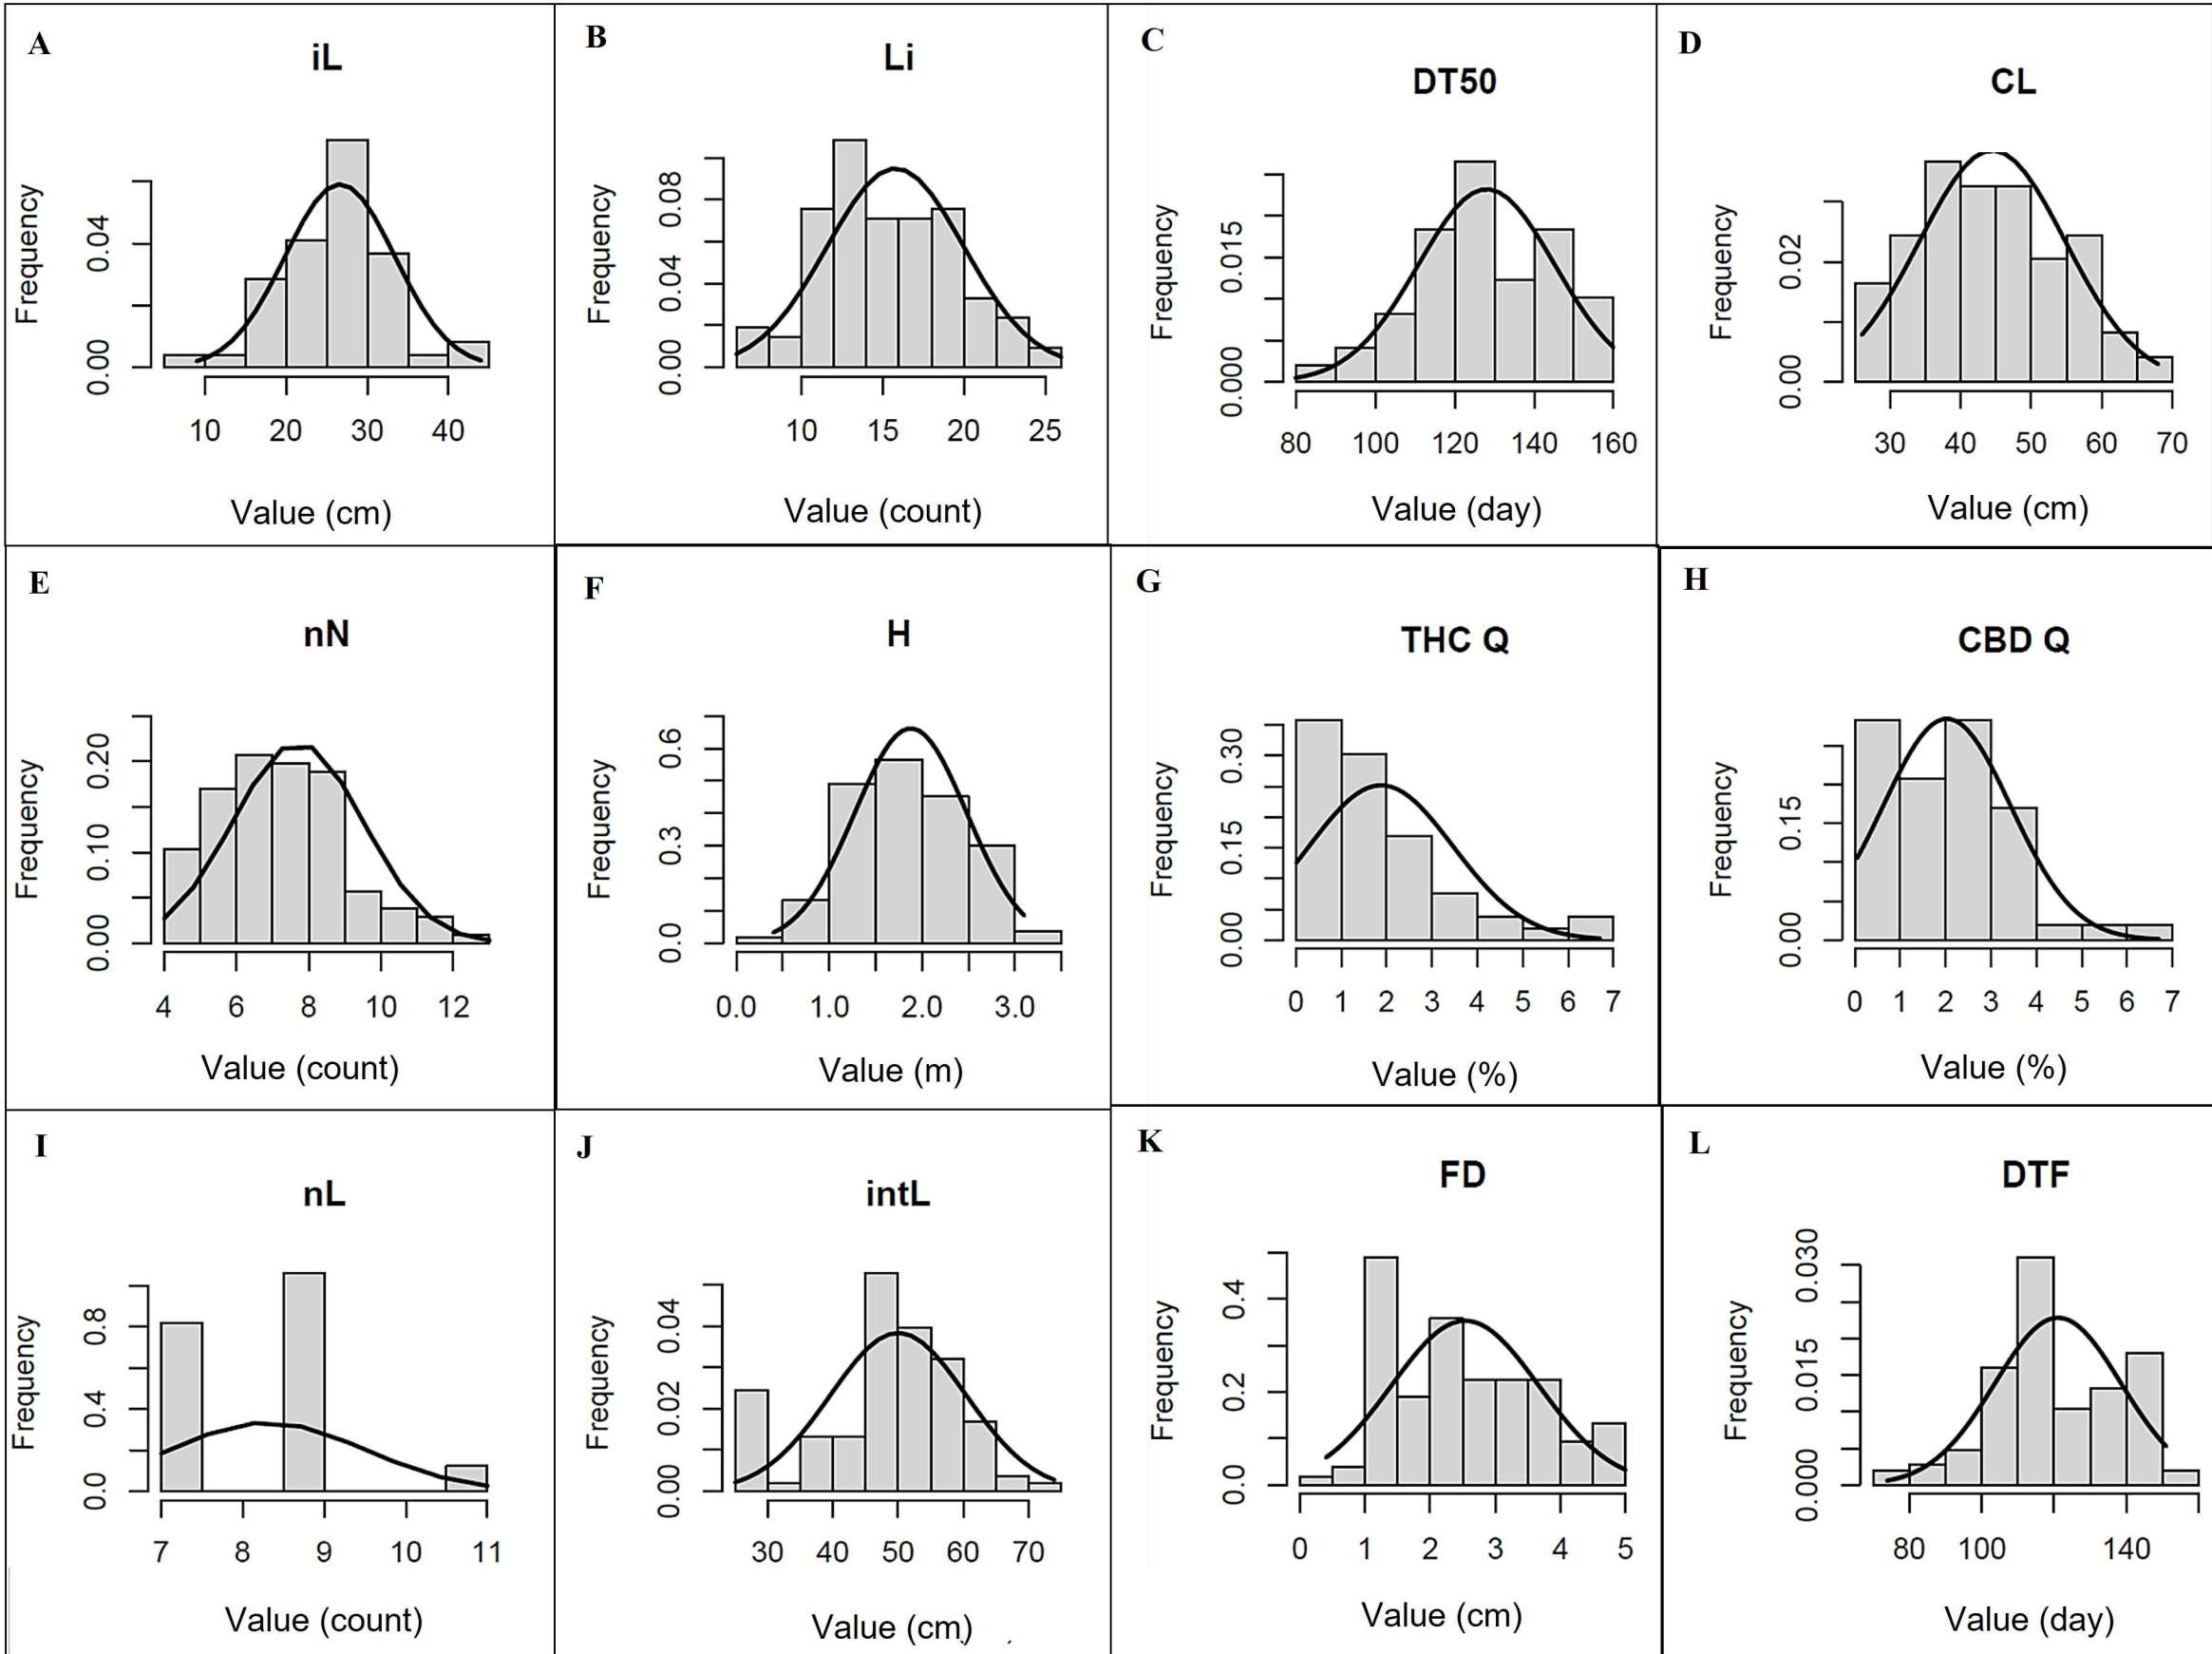 A
iL
Frequency
0.00 0.04
10 20 30 40
Value (cm)
B
Li
Frequency
0.00 0.04 0.08
10 15 20 25
Value (count)
C
DT50
Frequency
0.000 0.015
80 100 120 140 160
Value (day)
D
CL
Frequency
0.00 0.02
30 40 50 60 70
Value (cm)
E
nN
Frequency
0.00 0.10 0.20
4 6 8 10 12
Value (count)
F
H
Frequency
0.0 0.3 0.6
0.0 1.0 2.0 3.0
Value (m)
G
THC Q
Frequency
0.00 0.15 0.30
0 1 2 3 4 5 6 7
Value (%)
H
CBD Q
Frequency
0.00 0.15
0 1 2 3 4 5 6 7
Value (%)
I
nL
Frequency
0.0 0.4 0.8
7 8 9 10 11
Value (count)
J
intL
Frequency
0.00 0.02 0.04
30 40 50 60 70
Value (cm)
K
FD
Frequency
0.0 0.2 0.4
0 1 2 3 4 5
Value (cm)
L
DTF
Frequency
0.000 0.015 0.030
80 100 140
Value (day)